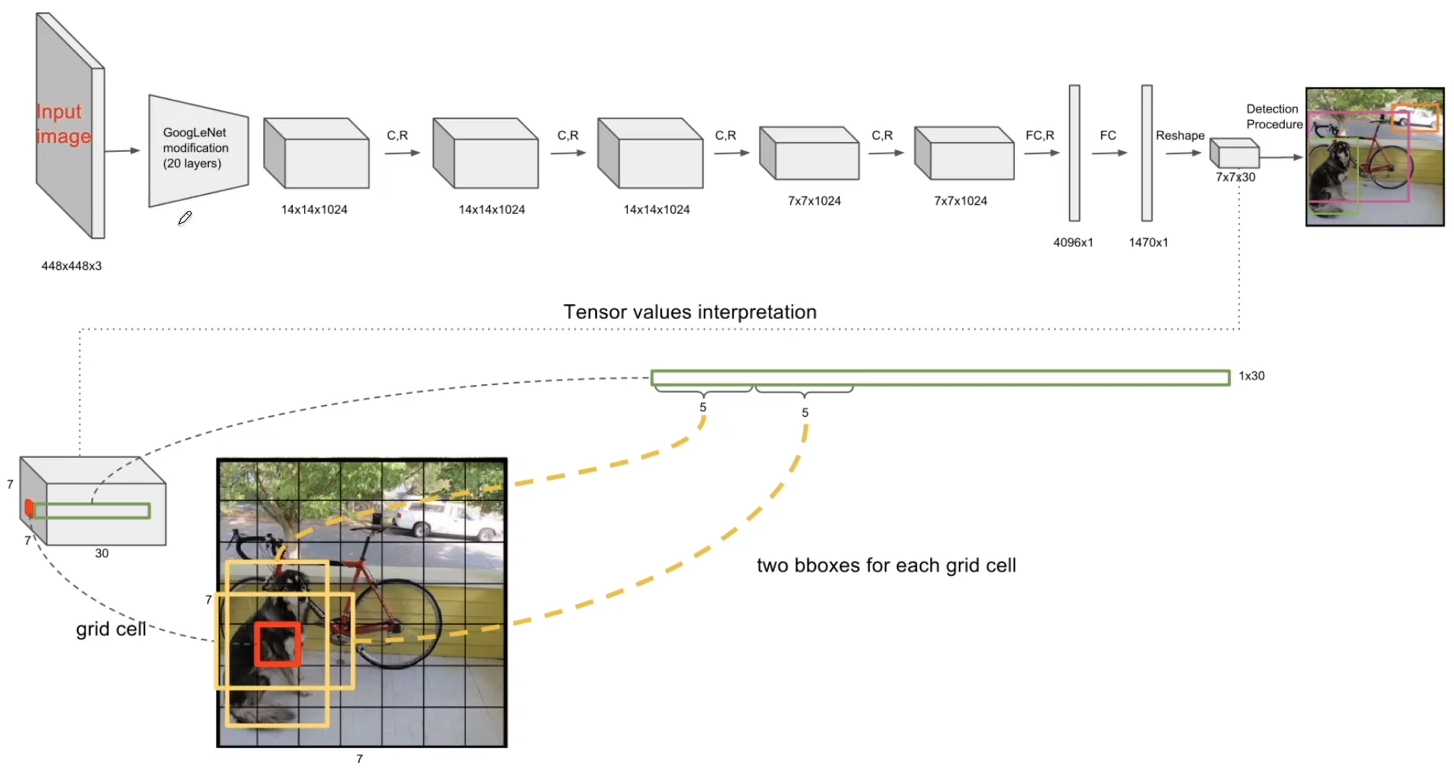 Input
image
448x448x3
GoogLeNet
modification
(20 layers)
14x14x1024
C,R
14x14x1024
C,R
14x14x1024
C,R
7x7x1024
C,R
7x7x1024
FC,R
4096x1
FC
1470x1
Reshape
7x7x30
Detection
Procedure
Tensor values interpretation
1x30
5
5
7
7
30
grid cell
7
7
two bboxes for each grid cell